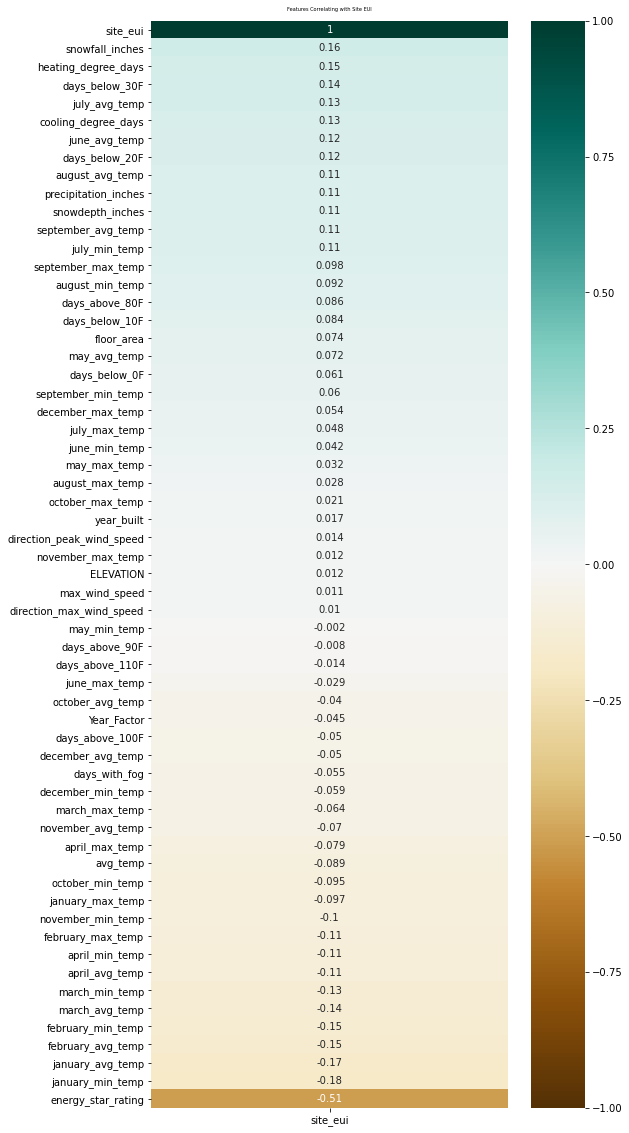 Features Correlating with Site EUI
site_eui 1
snowfall_inches 0.16
heating_degree_days 0.15
days_below_30F 0.14
july_avg_temp 0.13
cooling_degree_days 0.13
june_avg_temp 0.12
days_below_20F 0.12
august_avg_temp 0.11
precipitation_inches 0.11
snowdepth_inches 0.11
september_avg_temp 0.11
july_min_temp 0.11
september_max_temp 0.098
august_min_temp 0.092
days_above_80F 0.086
days_below_10F 0.084
floor_area 0.074
may_avg_temp 0.072
days_below_0F 0.061
september_min_temp 0.06
december_max_temp 0.054
july_max_temp 0.048
june_min_temp 0.042
may_max_temp 0.032
august_max_temp 0.028
october_max_temp 0.021
year_built 0.017
direction_peak_wind_speed 0.014
november_max_temp 0.012
ELEVATION 0.012
max_wind_speed 0.011
direction_max_wind_speed 0.01
may_min_temp -0.002
days_above_90F -0.008
days_above_110F -0.014
june_max_temp -0.029
october_avg_temp -0.04
Year_Factor -0.045
days_above_100F -0.05
december_avg_temp -0.05
days_with_fog -0.055
december_min_temp -0.059
march_max_temp -0.064
november_avg_temp -0.07
april_max_temp -0.079
avg_temp -0.089
october_min_temp -0.095
january_max_temp -0.097
november_min_temp -0.1
february_max_temp -0.11
april_min_temp -0.11
april_avg_temp -0.11
march_min_temp -0.13
march_avg_temp -0.14
february_min_temp -0.15
february_avg_temp -0.15
january_avg_temp -0.17
january_min_temp -0.18
energy_star_rating -0.51
site_eui
1.00
0.75
0.50
0.25
0.00
−0.25
−0.50
−0.75
−1.00